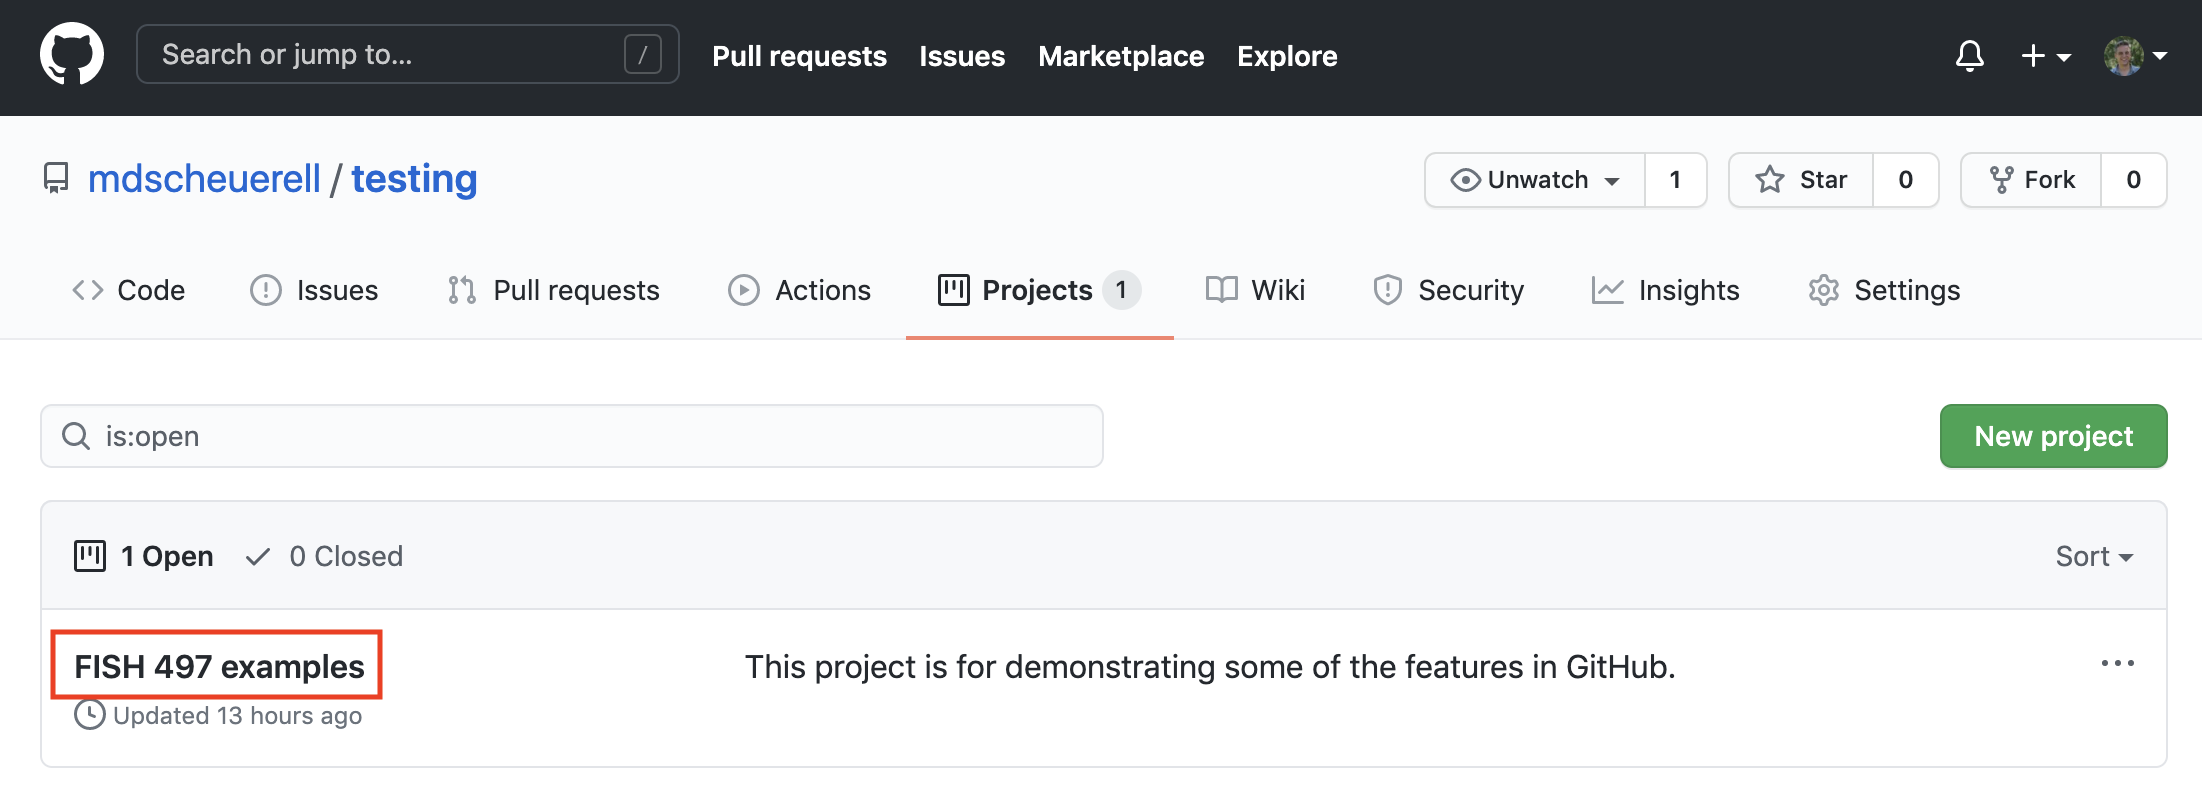 Search or jump to... / Pull requests Issues Marketplace Explore
mdscheuerell / testing Unwatch 1 Star 0 Fork 0
Code Issues Pull requests Actions Projects 1 Wiki Security Insights Settings
is:open New project
1 Open 0 Closed Sort
FISH 497 examples This project is for demonstrating some of the features in GitHub.
Updated 13 hours ago